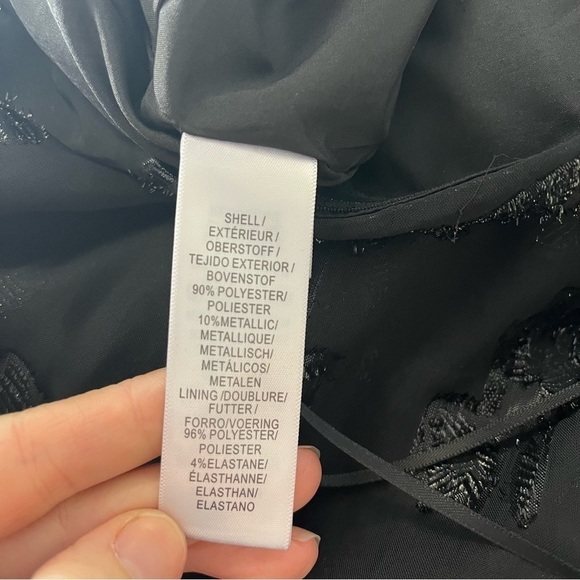 SHELL/
EXTÉRIEUR/
OBERSTOFF/
TEJIDO EXTERIOR/
BOVENSTOF
90% POLYESTER/
POLIESTER
10%METALLIC/
METALLIQUE/
METALLISCH/
METÁLICOS/
METALEN
LINING/DOUBLURE/
FUTTER/
FORRO/VOERING
96% POLYESTER/
POLIESTER
4%ELASTANE/
ÉLASTHANNE/
ELASTHAN/
ELASTANO